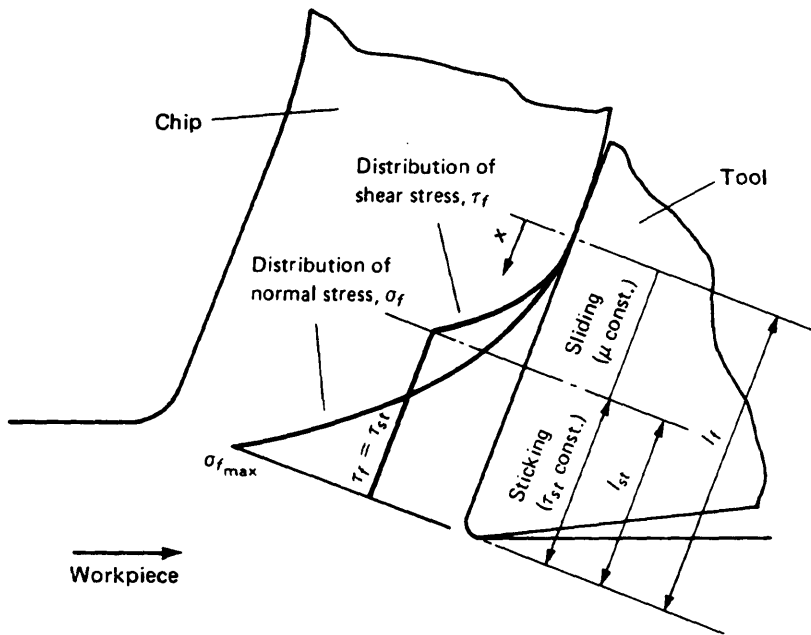 Chip
Distribution of
shear stress, τf
Tool
x
Distribution of
normal stress, σf
Sliding
(μ const.)
lf
τf = τst
Sticking
(τst const.)
lst
σfmax
Workpiece